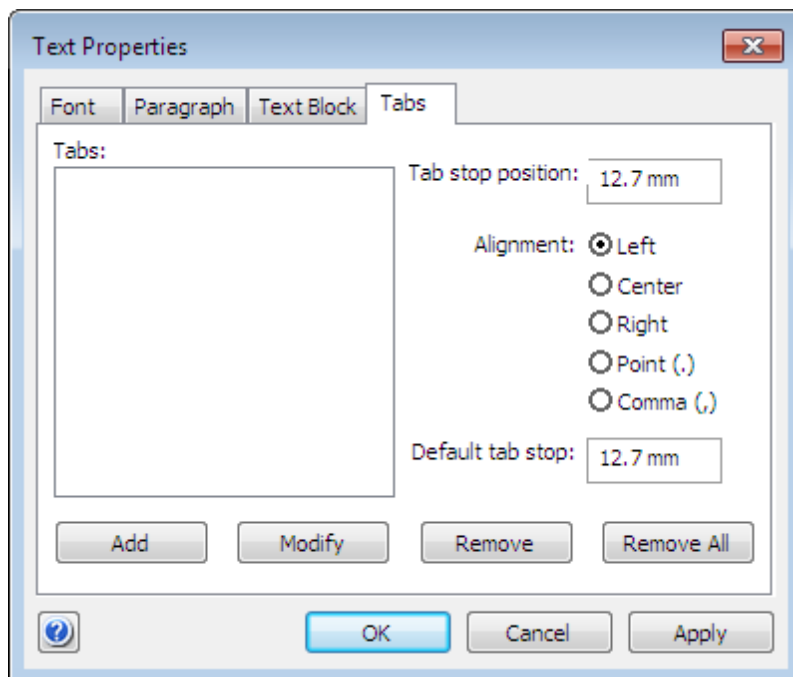 Text Properties
Font Paragraph Text Block Tabs
Tabs:
Tab stop position: 12.7 mm
Alignment: Left
Center
Right
Point (.)
Comma (,)
Default tab stop: 12.7 mm
Add Modify Remove Remove All
OK Cancel Apply